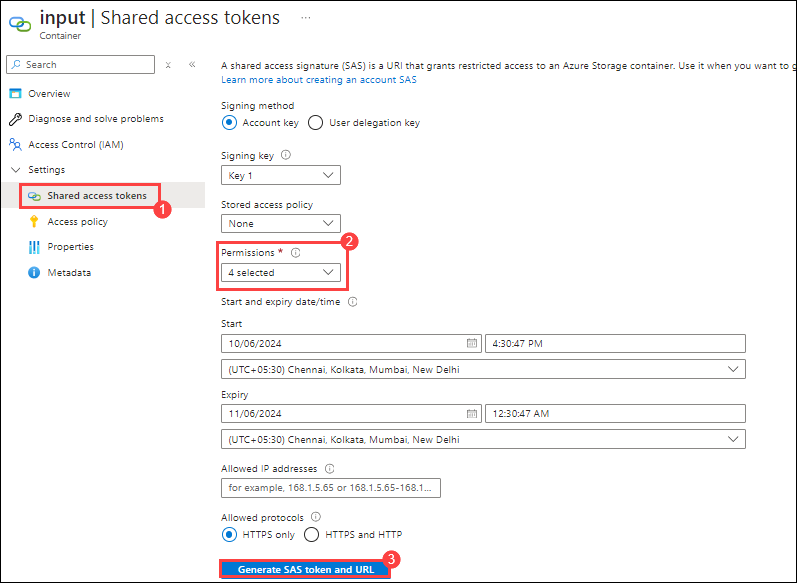 input | Shared access tokens ...
Container
Search
A shared access signature (SAS) is a URI that grants restricted access to an Azure Storage container. Use it when you want to g
Learn more about creating an account SAS
Overview
Diagnose and solve problems
Access Control (IAM)
Settings
Shared access tokens
1
Access policy
Properties
Metadata
Signing method
Account key
User delegation key
Signing key
Key 1
Stored access policy
None
2
Permissions *
4 selected
Start and expiry date/time
Start
10/06/2024
4:30:47 PM
(UTC+05:30) Chennai, Kolkata, Mumbai, New Delhi
Expiry
11/06/2024
12:30:47 AM
(UTC+05:30) Chennai, Kolkata, Mumbai, New Delhi
Allowed IP addresses
for example, 168.1.5.65 or 168.1.5.65-168.1...
Allowed protocols
HTTPS only
HTTPS and HTTP
3
Generate SAS token and URL